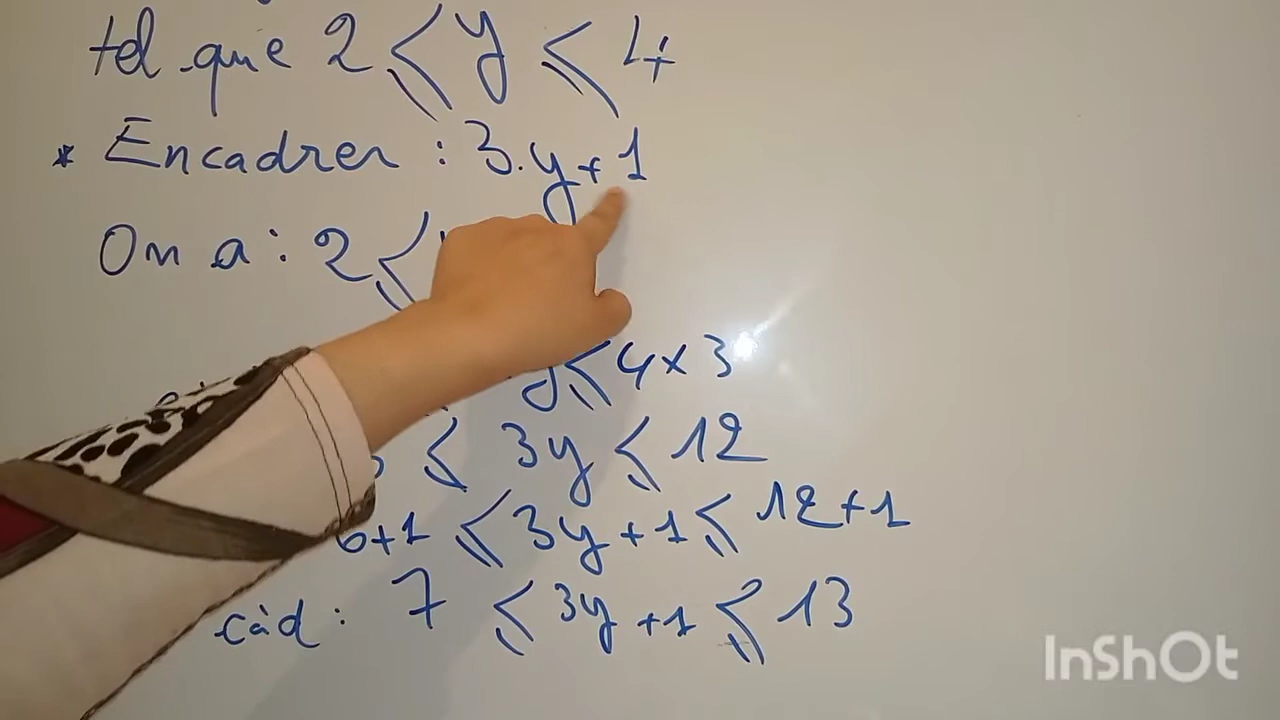 tel que 2 ⩽ y ⩽ 4
* Encadrer : 3.y+1
On a : 2 ⩽
y ⩽ 4×3
⩽ 3y ⩽ 12
6+1 ⩽ 3y+1 ⩽ 12+1
càd : 7 ⩽ 3y+1 ⩽ 13
InShOt